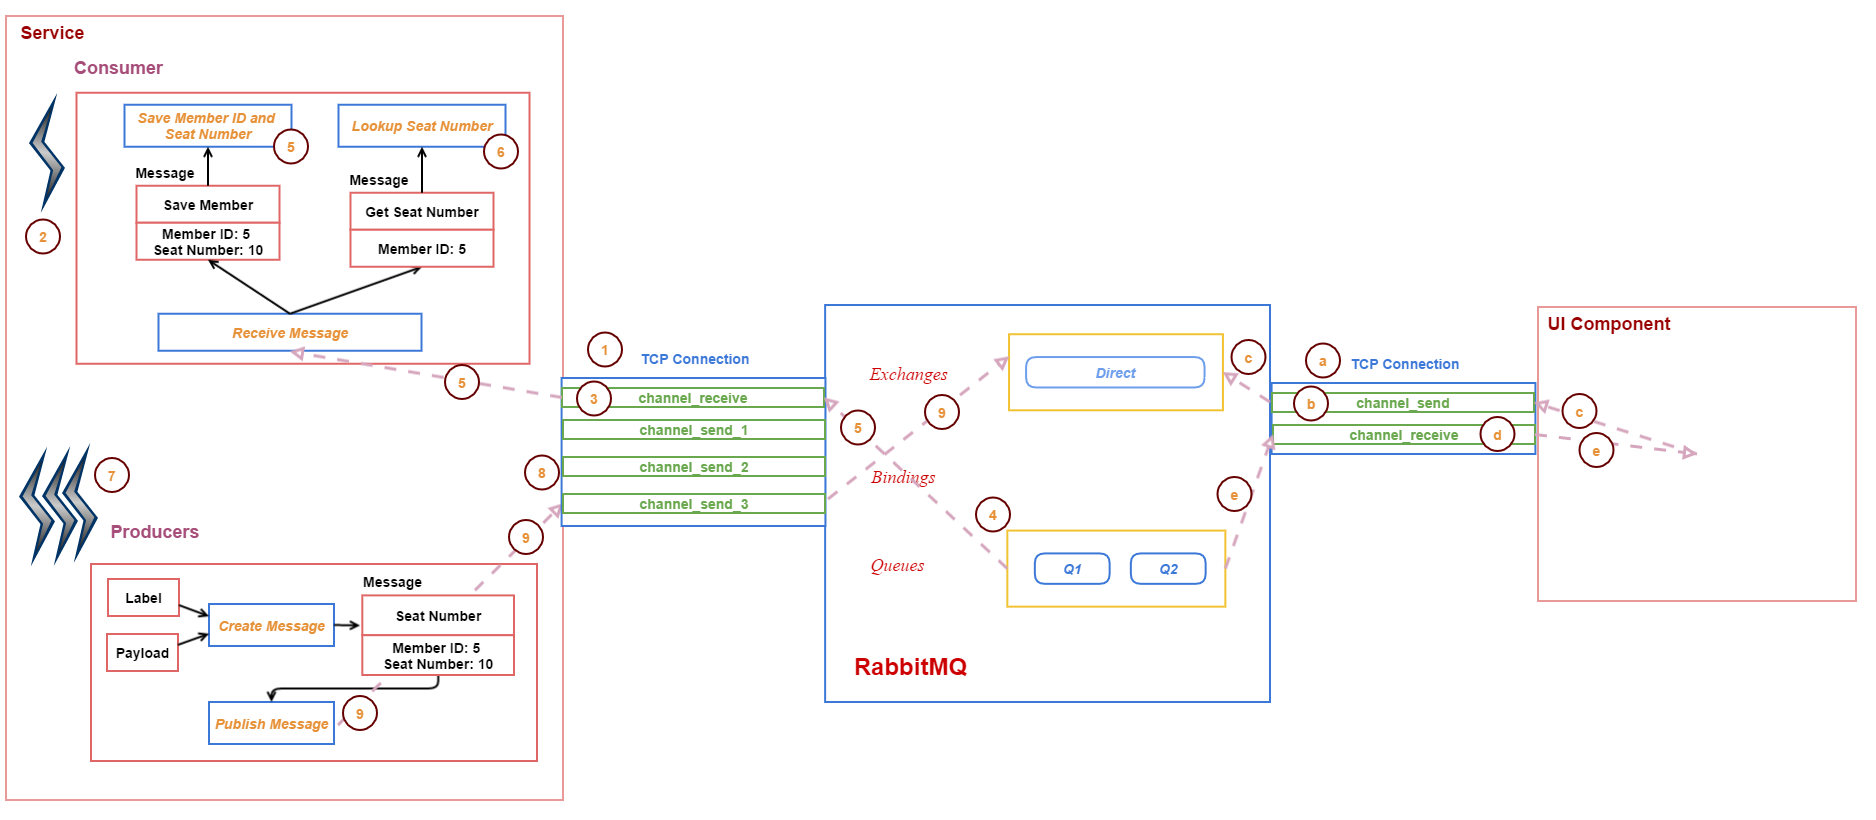 Service
Consumer
Save Member ID and
Seat Number
5
Lookup Seat Number
6
Message
Save Member
Member ID: 5
Seat Number: 10
Message
Get Seat Number
Member ID: 5
2
Receive Message
5
7
Producers
Label
Payload
Create Message
Message
Seat Number
Member ID: 5
Seat Number: 10
Publish Message
9
9
8
1
TCP Connection
3
channel_receive
channel_send_1
channel_send_2
channel_send_3
5
9
Exchanges
Direct
Bindings
4
Queues
Q1
Q2
RabbitMQ
c
e
a
TCP Connection
b
channel_send
channel_receive
d
UI Component
c
e